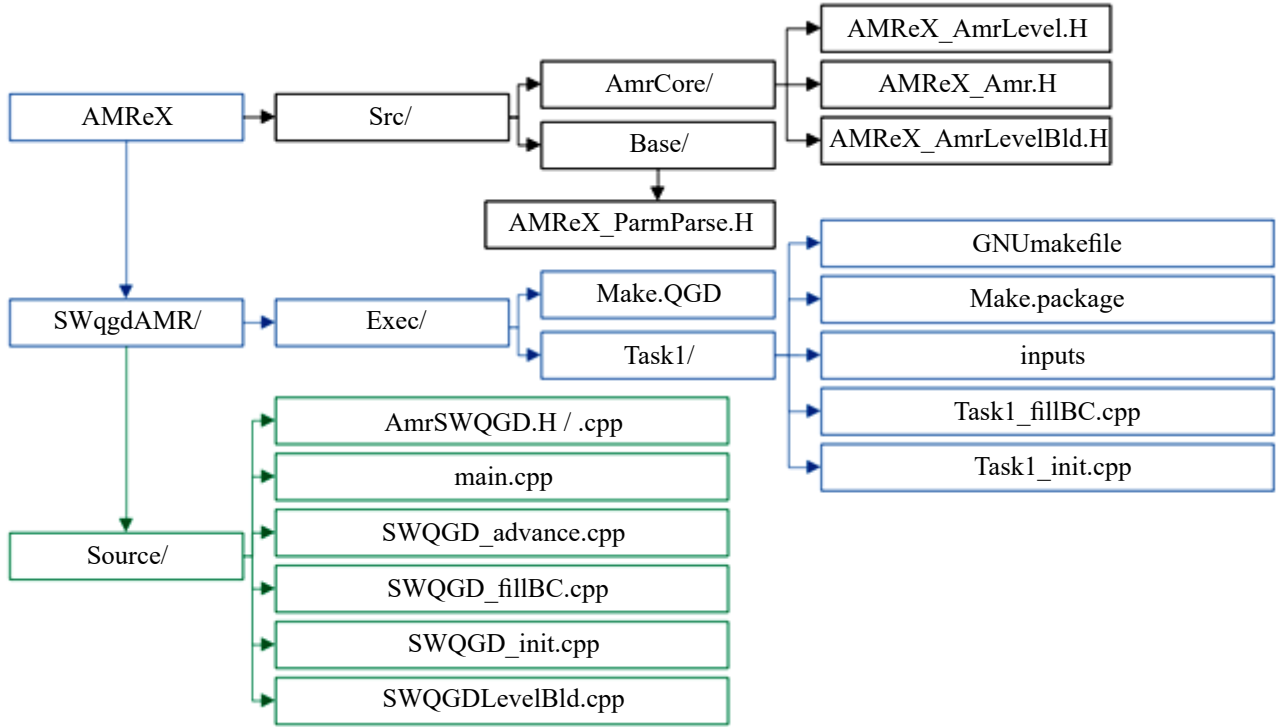 AMReX_AmrLevel.H
AMReX
Src/
AmrCore/
AMReX_Amr.H
Base/
AMReX_AmrLevelBld.H
AMReX_ParmParse.H
GNUmakefile
SWqgdAMR/
Exec/
Make.QGD
Make.package
Task1/
inputs
Task1_fillBC.cpp
Task1_init.cpp
AmrSWQGD.H / .cpp
main.cpp
SWQGD_advance.cpp
Source/
SWQGD_fillBC.cpp
SWQGD_init.cpp
SWQGDLevelBld.cpp